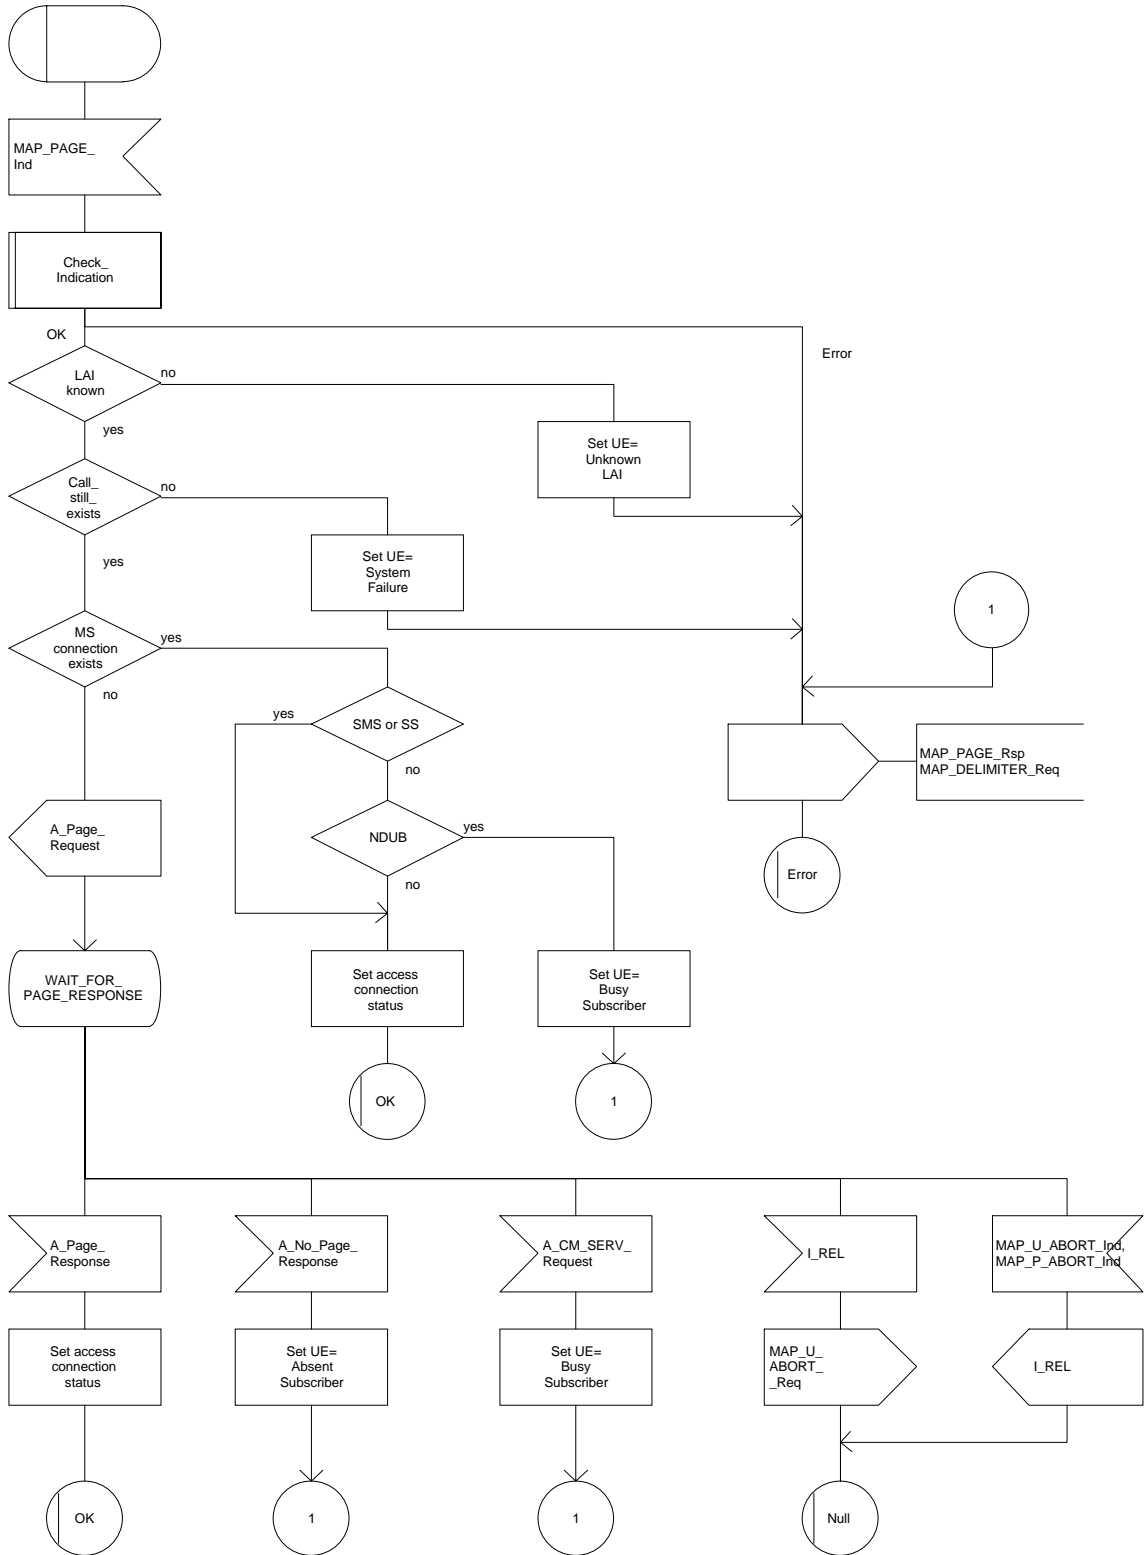 MAP_PAGE_
Ind
Check_
Indication
OK
Error
LAI
known
no
yes
Set UE=
Unknown
LAI
Call_
still_
exists
no
yes
Set UE=
System
Failure
1
MS
connection
exists
yes
no
SMS or SS
yes
no
MAP_PAGE_Rsp
MAP_DELIMITER_Req
A_Page_
Request
NDUB
yes
no
Error
WAIT_FOR_
PAGE_RESPONSE
Set access
connection
status
Set UE=
Busy
Subscriber
OK
1
A_Page_
Response
A_No_Page_
Response
A_CM_SERV_
Request
I_REL
MAP_U_ABORT_Ind,
MAP_P_ABORT_Ind
Set access
connection
status
Set UE=
Absent
Subscriber
Set UE=
Busy
Subscriber
MAP_U_
ABORT_
_Req
I_REL
OK
1
1
Null